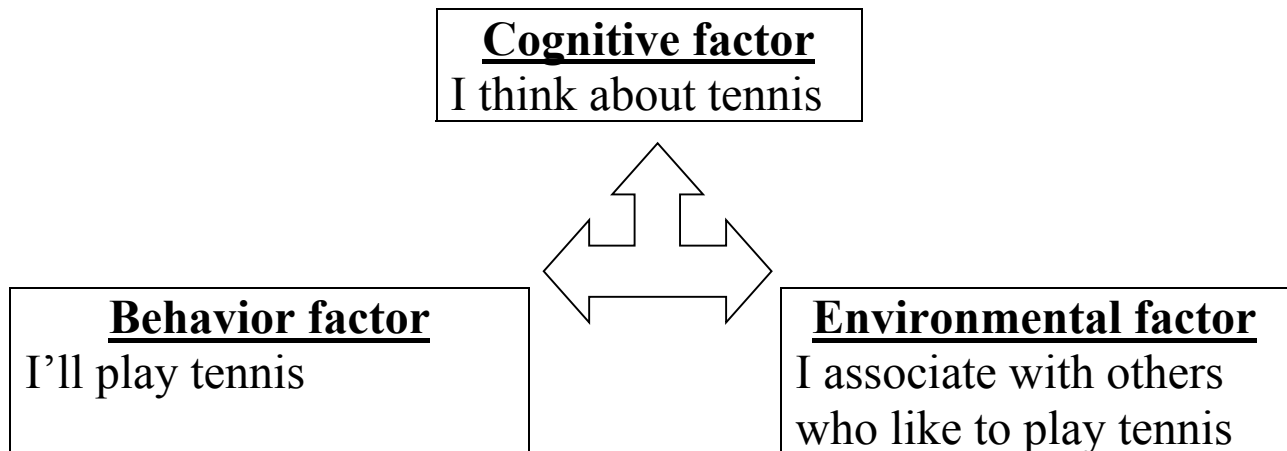 Cognitive factor
I think about tennis
Behavior factor
I’ll play tennis
Environmental factor
I associate with others
who like to play tennis